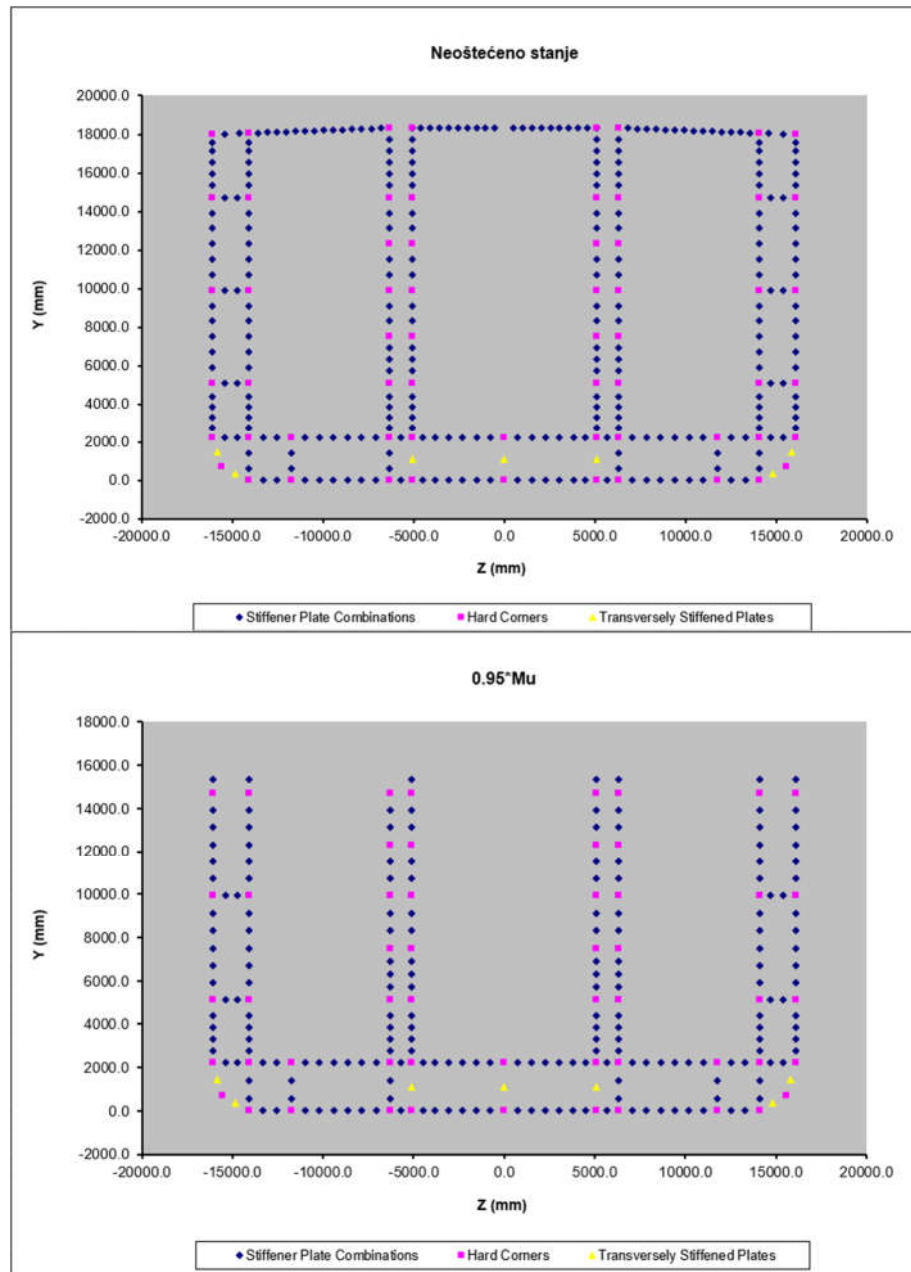 Neoštećeno stanje
20000.0
18000.0
16000.0
14000.0
12000.0
10000.0
8000.0
6000.0
4000.0
2000.0
0.0
-2000.0
Y (mm)
-20000.0 -15000.0 -10000.0 -5000.0 0.0 5000.0 10000.0 15000.0 20000.0
Z (mm)
Stiffener Plate Combinations Hard Corners Transversely Stiffened Plates
0.95*Mu
18000.0
16000.0
14000.0
12000.0
10000.0
8000.0
6000.0
4000.0
2000.0
0.0
-2000.0
Y (mm)
-20000.0 -15000.0 -10000.0 -5000.0 0.0 5000.0 10000.0 15000.0 20000.0
Z (mm)
Stiffener Plate Combinations Hard Corners Transversely Stiffened Plates